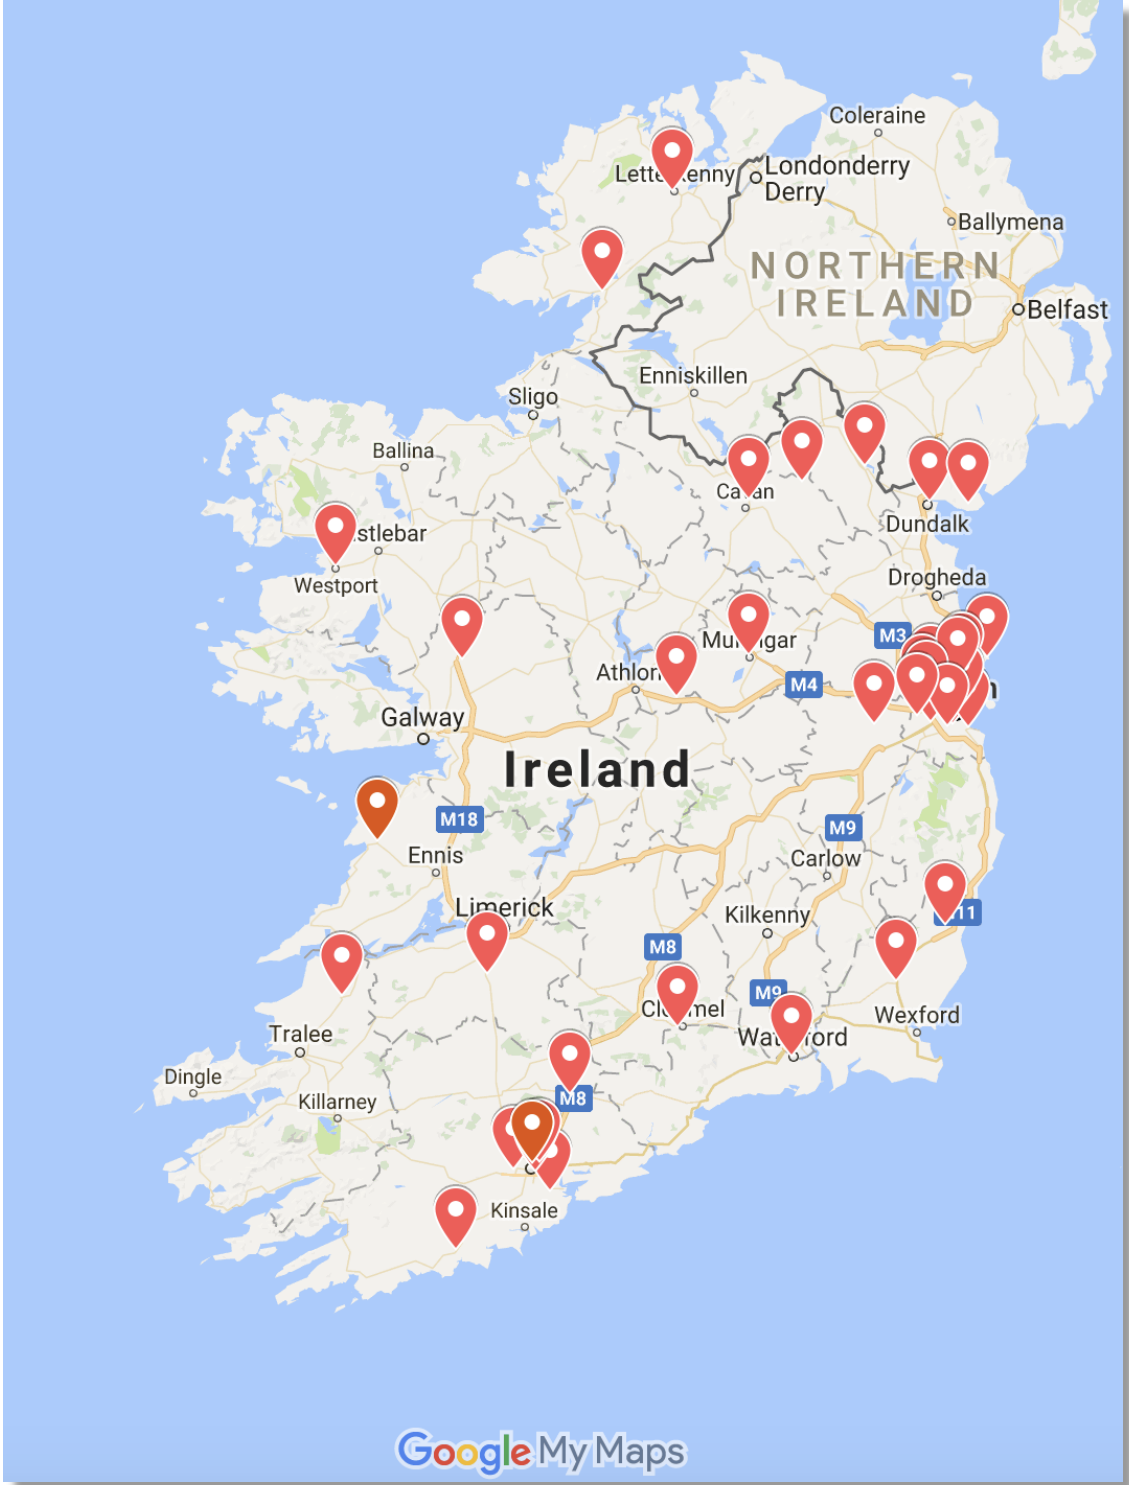 Coleraine
Londonderry
Derry
Ballymena
NORTHERN
IRELAND
Belfast
Enniskillen
Sligo
Ballina
Dundalk
Westport
Drogheda
M3
M4
Galway
Ireland
M18
M9
Ennis
Carlow
Limerick
Kilkenny
M8
M9
Wexford
Tralee
Dingle
Killarney
M8
Kinsale
Google My Maps